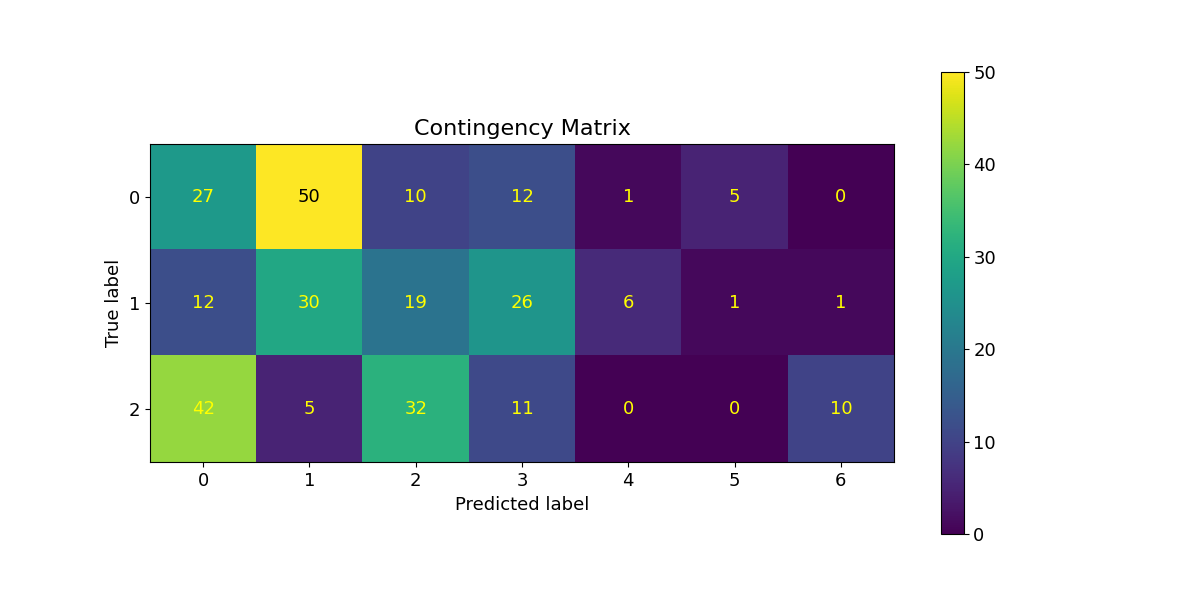 Contingency Matrix
True label
0 27 50 10 12 1 5 0
1 12 30 19 26 6 1 1
2 42 5 32 11 0 0 10
0 1 2 3 4 5 6
Predicted label
50
40
30
20
10
0